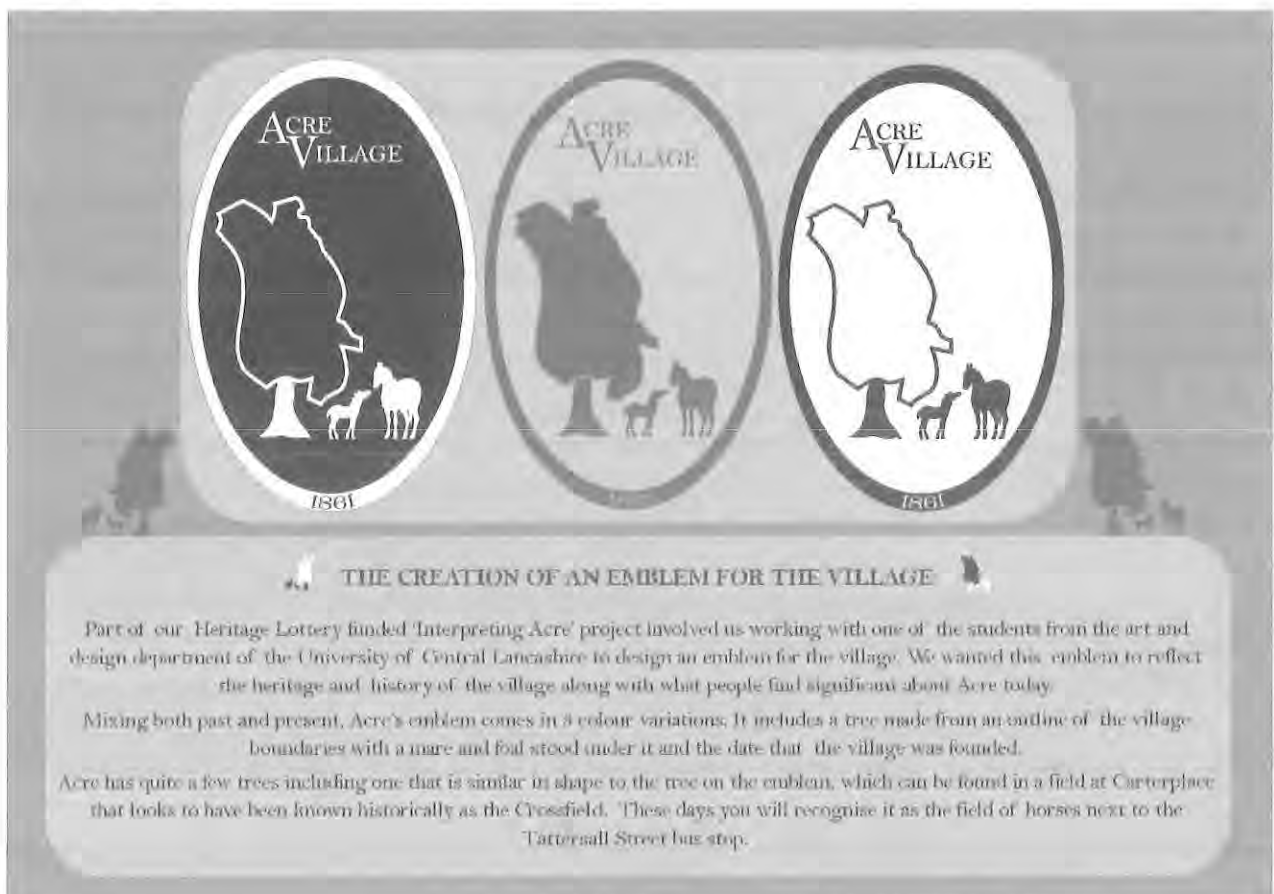 ACRE
VILLAGE
1861
ACRE
VILLAGE
ACRE
VILLAGE
1861
THE CREATION OF AN EMBLEM FOR THE VILLAGE
Part of our Heritage Lottery funded 'Interpreting Acre' project involved us working with one of the students from the art and
design department of the University of Central Lancashire to design an emblem for the village. We wanted this emblem to reflect
the heritage and history of the village along with what people find significant about Acre today.
Mixing both past and present, Acre's emblem comes in 3 colour variations. It includes a tree made from an outline of the village
boundaries with a mare and foal stood under it and the date that the village was founded.
Acre has quite a few trees including one that is similar in shape to the tree on the emblem, which can be found in a field at Carterplace
that looks to have been known historically as the Crossfield. These days you will recognise it as the field of horses next to the
Tattersall Street bus stop.